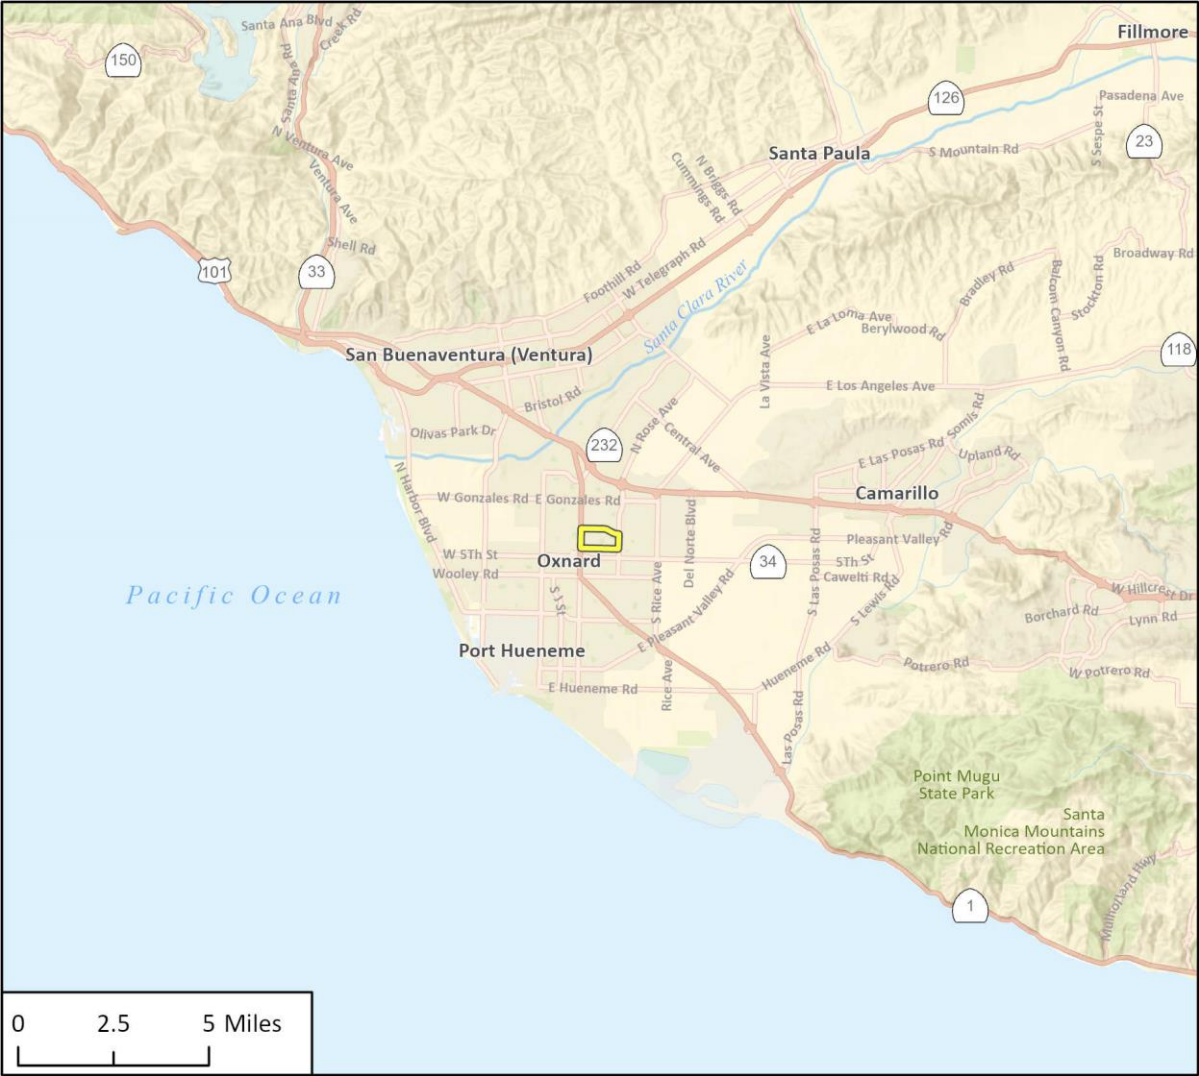 Santa Ana Blvd
Creek Rd
Fillmore
150
Santa Ana Rd
126
Pasadena Ave
S Sespe St
23
N Ventura Ave
Santa Paula
S Mountain Rd
N Briggs Rd
Cummings Rd
Ventura Ave
Shell Rd
101
33
Foothill Rd
W Telegraph Rd
Santa Clara River
Bradley Rd
Balcom Canyon Rd
Stockton Rd
Broadway Rd
E La Loma Ave
Berylwood Rd
La Vista Ave
118
San Buenaventura (Ventura)
E Los Angeles Ave
Bristol Rd
Olivas Park Dr
N Rose Ave
Central Ave
232
Somis Rd
E Las Posas Rd
Upland Rd
N Harbor Blvd
W Gonzales Rd
E Gonzales Rd
Camarillo
Del Norte Blvd
Pleasant Valley Rd
W 5Th St
Oxnard
34
5Th St
Wooley Rd
Cawelti Rd
S Las Posas Rd
S Lewis Rd
W Hillcrest Dr
Pacific Ocean
S J St
S Rice Ave
E Pleasant Valley Rd
Borchard Rd
Lynn Rd
Port Hueneme
Hueneme Rd
Potrero Rd
W Potrero Rd
E Hueneme Rd
Rice Ave
Las Posas Rd
Point Mugu
State Park
Santa
Monica Mountains
National Recreation Area
Mulholland Hwy
1
0 2.5 5 Miles